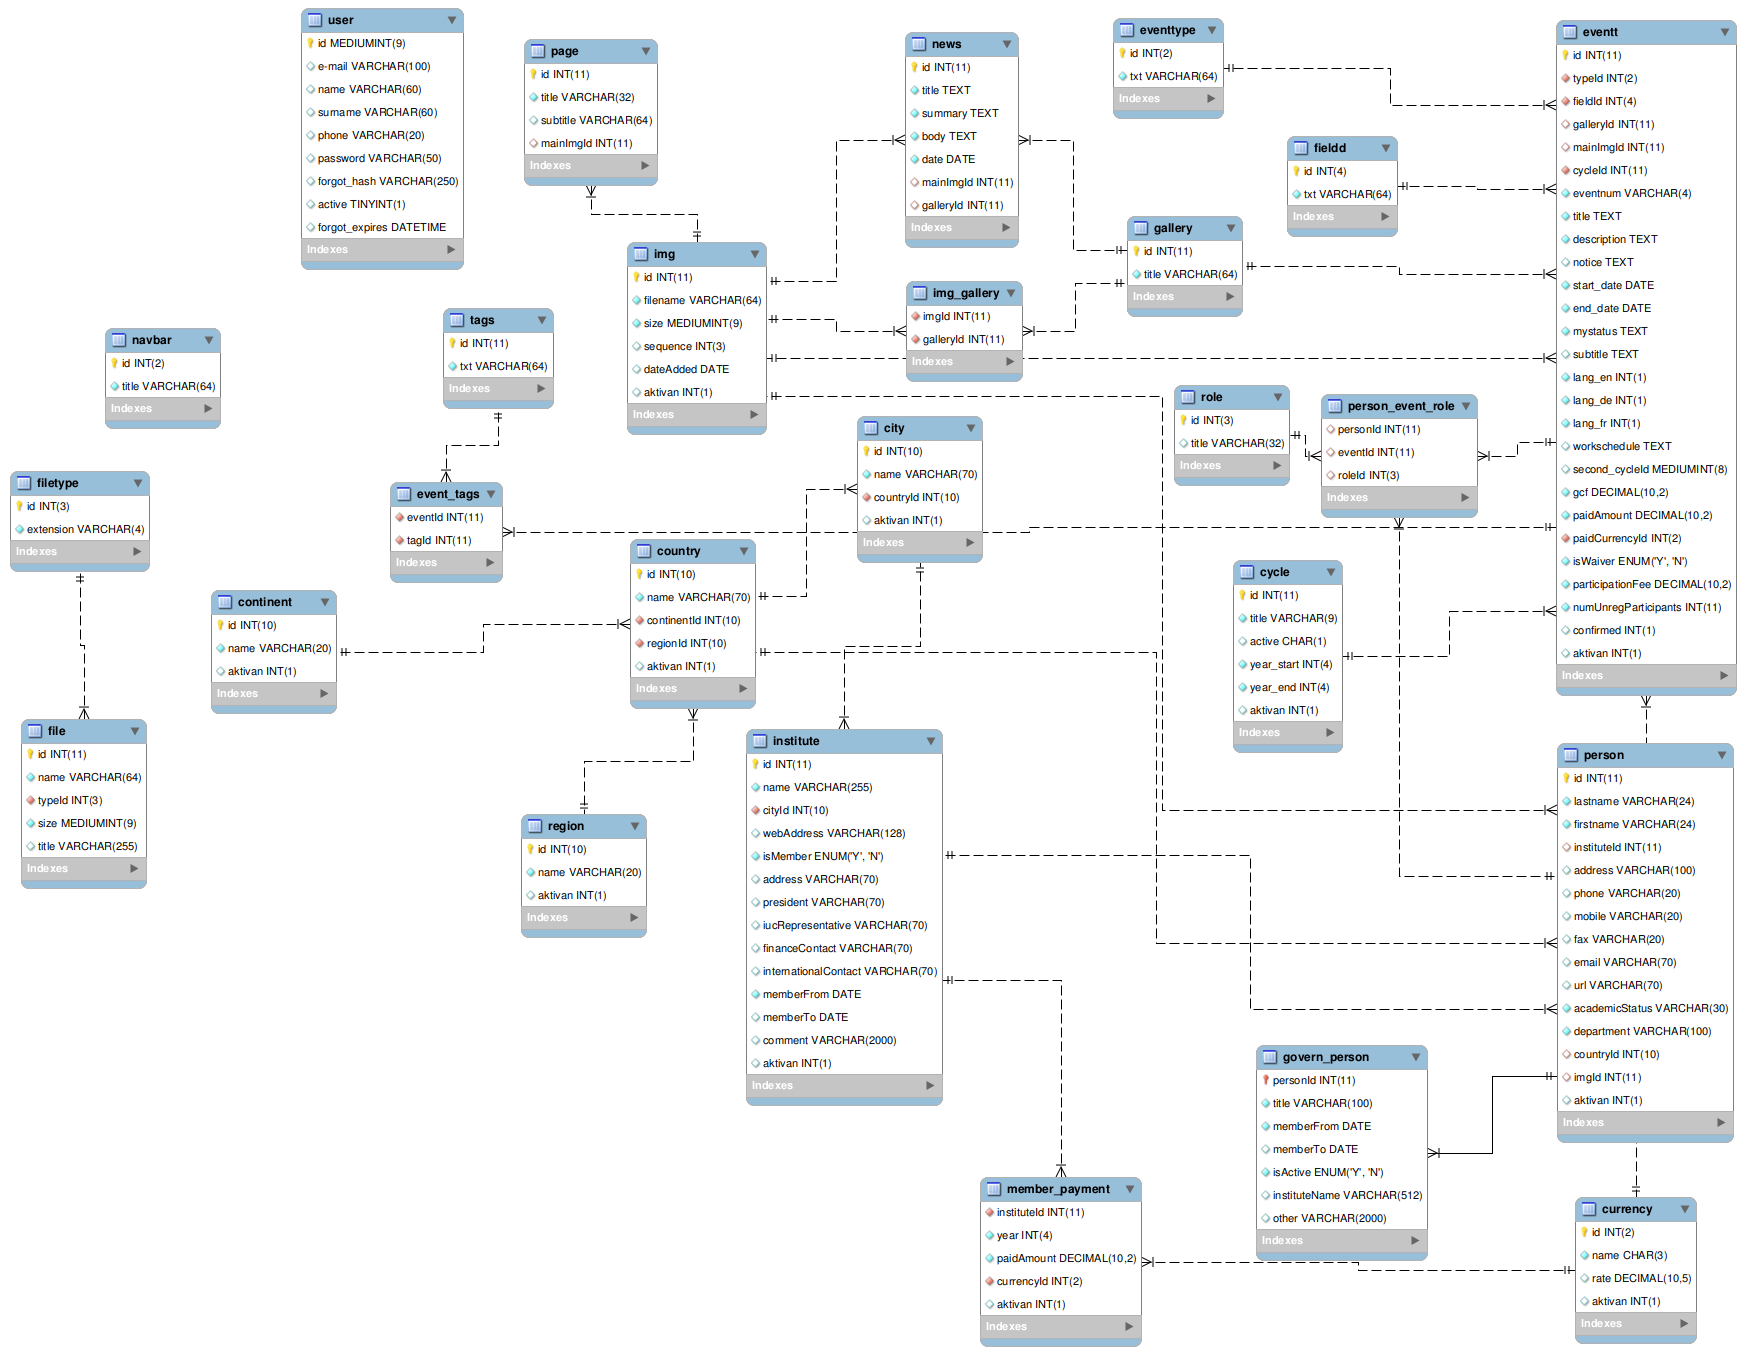 user
id MEDIUMINT(9)
e-mail VARCHAR(100)
name VARCHAR(60)
surname VARCHAR(60)
phone VARCHAR(20)
password VARCHAR(50)
forgot_hash VARCHAR(250)
active TINYINT(1)
forgot_expires DATETIME
Indexes
page
id INT(11)
title VARCHAR(32)
subtitle VARCHAR(64)
mainImgId INT(11)
Indexes
news
id INT(11)
title TEXT
summary TEXT
body TEXT
date DATE
mainImgId INT(11)
galleryId INT(11)
Indexes
eventtype
id INT(2)
txt VARCHAR(64)
Indexes
fieldd
id INT(4)
txt VARCHAR(64)
Indexes
eventt
id INT(11)
typeId INT(2)
fieldId INT(4)
galleryId INT(11)
mainImgId INT(11)
cycleId INT(11)
eventnum VARCHAR(4)
title TEXT
description TEXT
notice TEXT
start_date DATE
end_date DATE
mystatus TEXT
subtitle TEXT
lang_en INT(1)
lang_de INT(1)
lang_fr INT(1)
workschedule TEXT
second_cycleId MEDIUMINT(8)
gcf DECIMAL(10,2)
paidAmount DECIMAL(10,2)
paidCurrencyId INT(2)
isWaiver ENUM('Y', 'N')
participationFee DECIMAL(10,2)
numUnregParticipants INT(11)
confirmed INT(1)
aktivan INT(1)
Indexes
gallery
id INT(11)
title VARCHAR(64)
Indexes
img
id INT(11)
filename VARCHAR(64)
size MEDIUMINT(9)
sequence INT(3)
dateAdded DATE
aktivan INT(1)
Indexes
img_gallery
imgId INT(11)
galleryId INT(11)
Indexes
navbar
id INT(2)
title VARCHAR(64)
Indexes
tags
id INT(11)
txt VARCHAR(64)
Indexes
role
id INT(3)
title VARCHAR(32)
Indexes
person_event_role
personId INT(11)
eventId INT(11)
roleId INT(3)
Indexes
city
id INT(10)
name VARCHAR(70)
countryId INT(10)
aktivan INT(1)
Indexes
filetype
id INT(3)
extension VARCHAR(4)
Indexes
event_tags
eventId INT(11)
tagId INT(11)
Indexes
country
id INT(10)
name VARCHAR(70)
continentId INT(10)
regionId INT(10)
aktivan INT(1)
Indexes
continent
id INT(10)
name VARCHAR(20)
aktivan INT(1)
Indexes
cycle
id INT(11)
title VARCHAR(9)
active CHAR(1)
year_start INT(4)
year_end INT(4)
aktivan INT(1)
Indexes
file
id INT(11)
name VARCHAR(64)
typeId INT(3)
size MEDIUMINT(9)
title VARCHAR(255)
Indexes
institute
id INT(11)
name VARCHAR(255)
cityId INT(10)
webAddress VARCHAR(128)
isMember ENUM('Y', 'N')
address VARCHAR(70)
president VARCHAR(70)
iucRepresentative VARCHAR(70)
financeContact VARCHAR(70)
internationalContact VARCHAR(70)
memberFrom DATE
memberTo DATE
comment VARCHAR(2000)
aktivan INT(1)
Indexes
region
id INT(10)
name VARCHAR(20)
aktivan INT(1)
Indexes
person
id INT(11)
lastname VARCHAR(24)
firstname VARCHAR(24)
instituteId INT(11)
address VARCHAR(100)
phone VARCHAR(20)
mobile VARCHAR(20)
fax VARCHAR(20)
email VARCHAR(70)
url VARCHAR(70)
academicStatus VARCHAR(30)
department VARCHAR(100)
countryId INT(10)
imgId INT(11)
aktivan INT(1)
Indexes
govern_person
personId INT(11)
title VARCHAR(100)
memberFrom DATE
memberTo DATE
isActive ENUM('Y', 'N')
instituteName VARCHAR(512)
other VARCHAR(2000)
Indexes
member_payment
instituteId INT(11)
year INT(4)
paidAmount DECIMAL(10,2)
currencyId INT(2)
aktivan INT(1)
Indexes
currency
id INT(2)
name CHAR(3)
rate DECIMAL(10,5)
aktivan INT(1)
Indexes